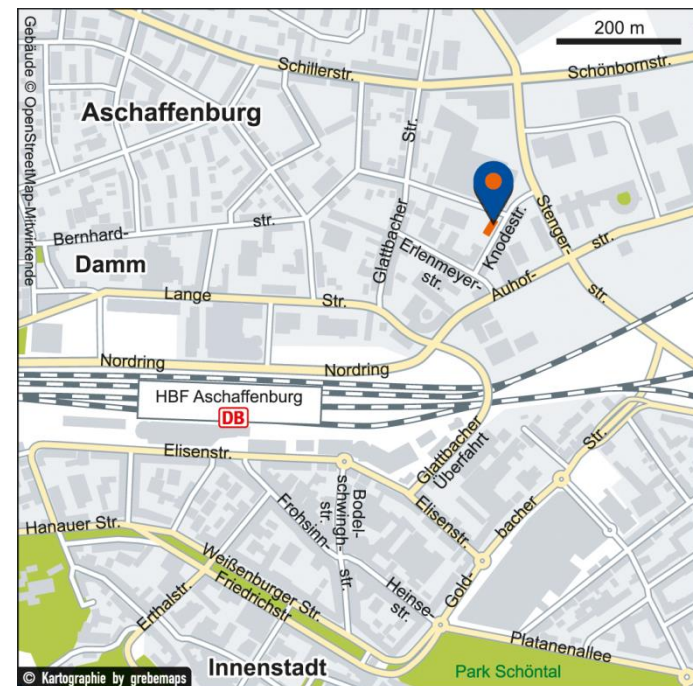 Gebäude © OpenStreetMap-Mitwirkende
200 m
Schillerstr.
Schönbornstr.
Aschaffenburg
Glattbacher
Str.
Bernhard-
str.
Damm
Erlenmeyer-
str.
Knodestr.
Stenger-
str.
Auhof-
str.
Lange
Str.
Nordring
Nordring
HBF Aschaffenburg
DB
Glattbacher
Überfahrt
Elisenstr.
Elisenstr.
Bodel-
schwingh-
str.
Frohsinn-
str.
Heinse-
str.
Gold-
bacher
Str.
Hanauer Str.
Weißenburger Str.
Friedrichstr
Erthalstr.
Platanenallee
Innenstadt
Park Schöntal
© Kartographie by grebemaps